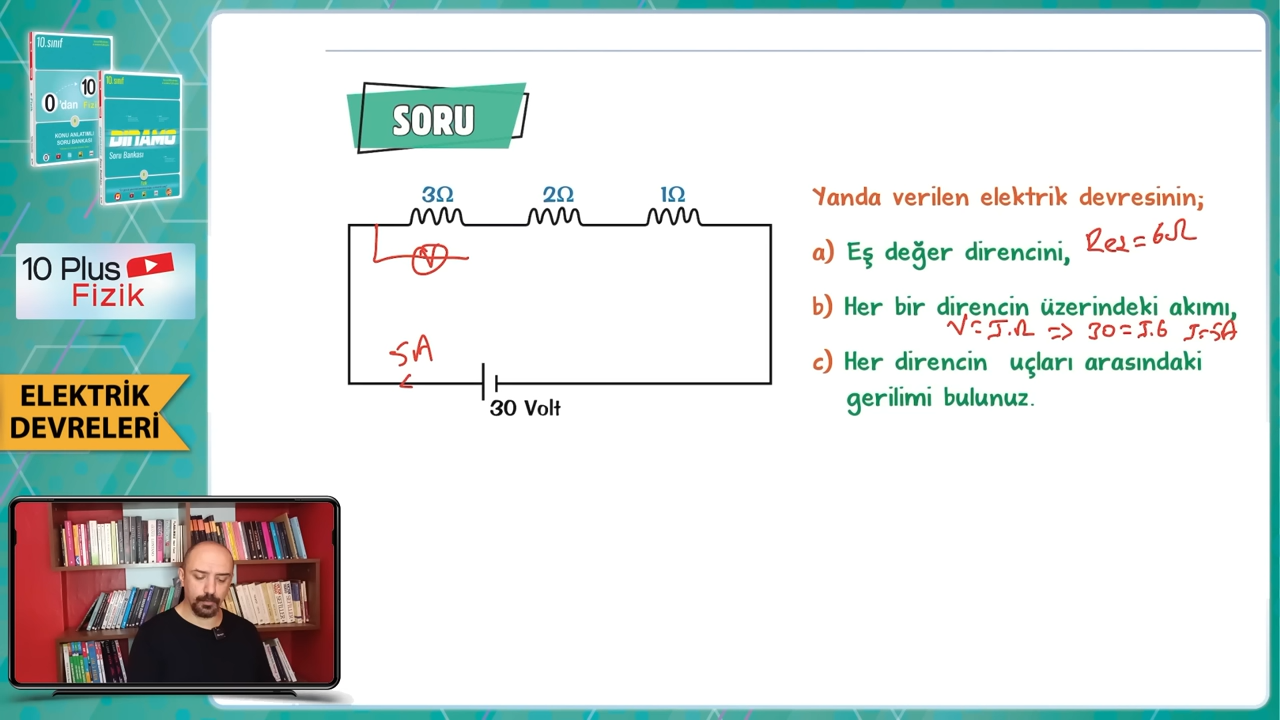 10.sınıf
0'dan 10
Fizik
KONU ANLATIMLI
SORU BANKASI
10.sınıf
DİNAMO
Soru Bankası
10 Plus
Fizik
ELEKTRİK
DEVRELERİ
SORU
3Ω 2Ω 1Ω
V
5A
30 Volt
Yanda verilen elektrik devresinin;
a) Eş değer direncini, Reş = 6Ω
b) Her bir direncin üzerindeki akımı,
V = I.R => 30 = I.6 I=5A
c) Her direncin uçları arasındaki
gerilimi bulunuz.